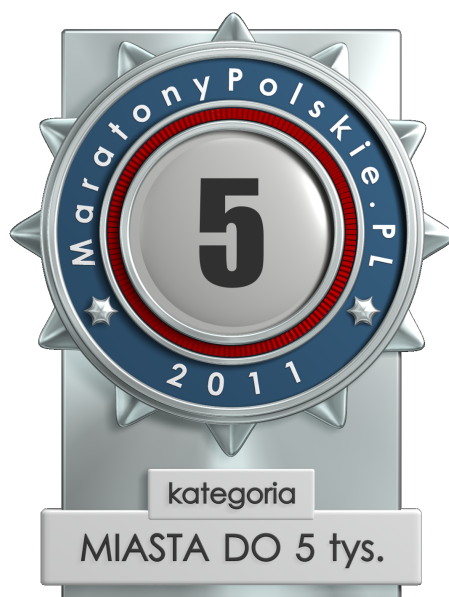 MaratonyPolskie.PL
5
2011
kategoria
MIASTA DO 5 tys.